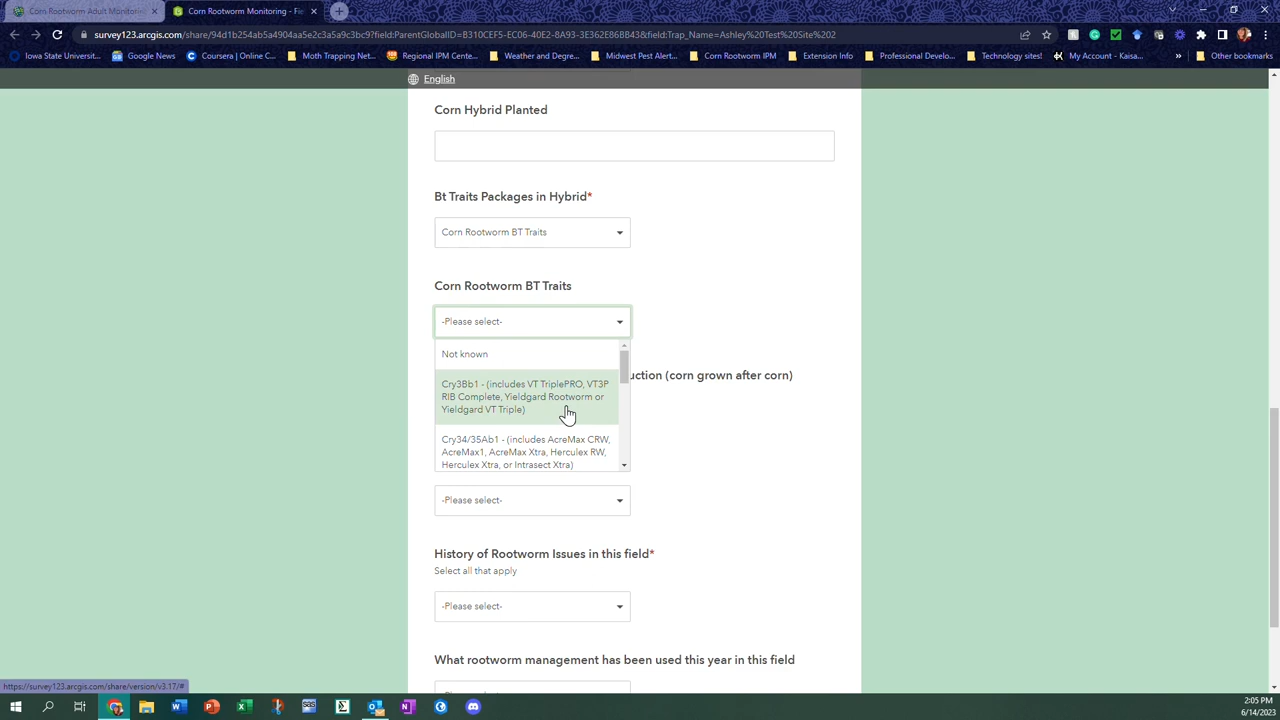 Corn Rootworm Adult Monitori
Corn Rootworm Monitoring - Fie
survey123.arcgis.com/share/94d1b254ab5a4904aa5e2c3a5a9c3bc9?field:ParentGlobalID=B310CEF5-EC06-40E2-8A93-3E362E868B43&field:Trap_Name=Ashley%20Test%20Site%202
Iowa State Universit...
Google News
Coursera | Online C...
Moth Trapping Net...
Regional IPM Cente...
Weather and Degre...
Midwest Pest Alert...
Corn Rootworm IPM
Extension Info
Professional Develo...
Technology sites!
My Account - Kaisa...
»
Other bookmarks
English
Corn Hybrid Planted
Bt Traits Packages in Hybrid*
Corn Rootworm BT Traits
Corn Rootworm BT Traits
-Please select-
Not known
Cry3Bb1 - (includes VT TriplePRO, VT3P
RIB Complete, Yieldgard Rootworm or
Yieldgard VT Triple)
uction (corn grown after corn)
Cry34/35Ab1 - (includes AcreMax CRW,
AcreMax1, AcreMax Xtra, Herculex RW,
Herculex Xtra, or Intrasect Xtra)
-Please select-
History of Rootworm Issues in this field*
Select all that apply
-Please select-
What rootworm management has been used this year in this field
https://survey123.arcgis.com/share/version/v3.17/#
2:05 PM
6/14/2023